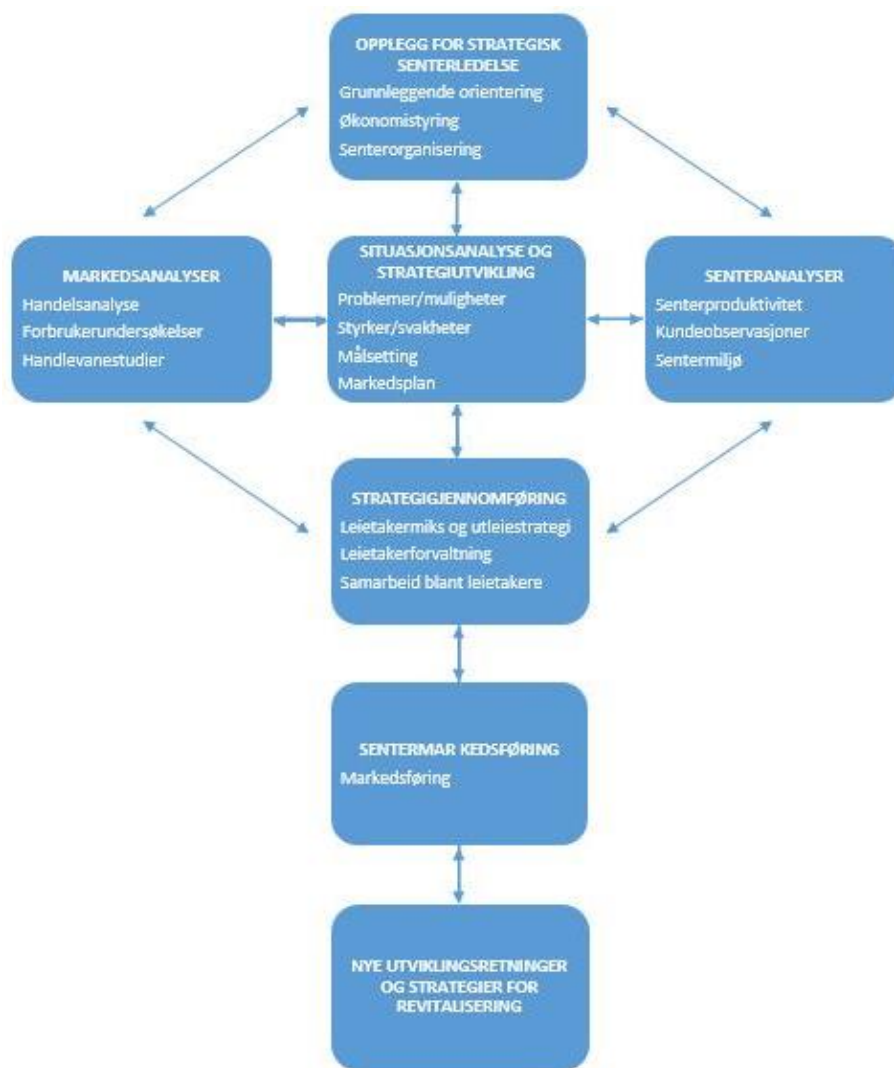 OPPLEGG FOR STRATEGISK
SENTERLEDELSE
Grunnleggende orientering
Økonomistyring
Senterorganisering
MARKEDSANALYSER
Handelsanalyse
Forbrukerundersøkelser
Handlevanestudier
SITUASJONSANALYSE OG
STRATEGIUTVIKLING
Problemer/muligheter
Styrker/svakheter
Målsetting
Markedsplan
SENTERANALYSER
Senterproduktivitet
Kundeobservasjoner
Sentermiljø
STRATEGIGJENNOMFØRING
Leietakermiks og utleiestrategi
Leietakerforvaltning
Samarbeid blant leietakere
SENTERMAR KEDSFØRING
Markedsføring
NYE UTVIKLINGSRETNINGER
OG STRATEGIER FOR
REVITALISERING